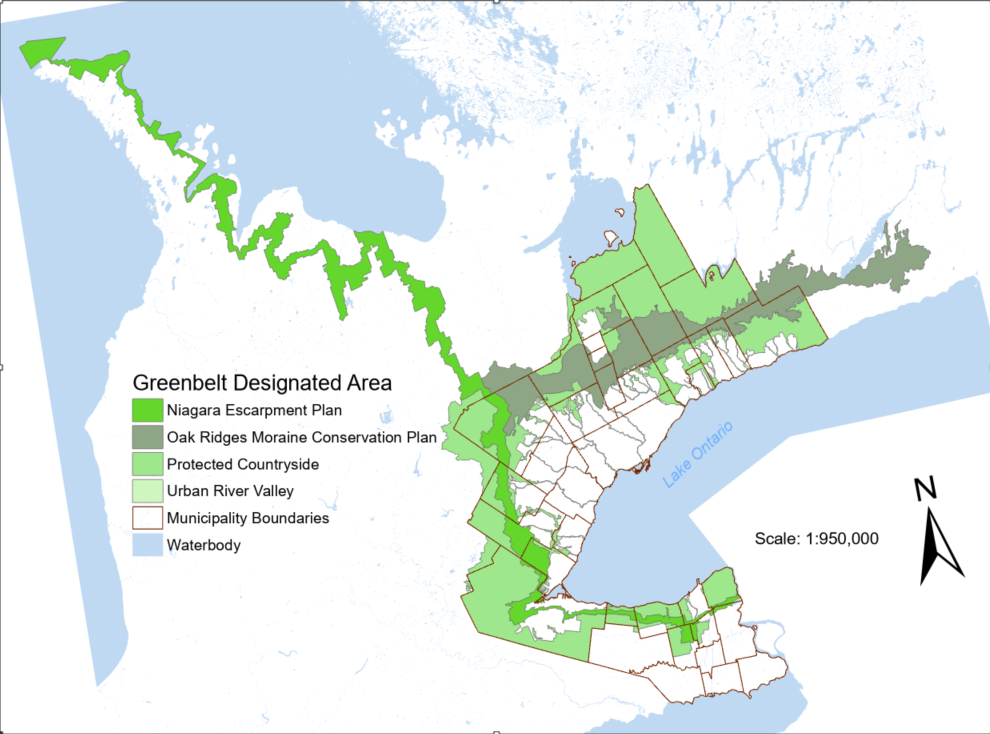 Greenbelt Designated Area
Niagara Escarpment Plan
Oak Ridges Moraine Conservation Plan
Protected Countryside
Urban River Valley
Municipality Boundaries
Waterbody
Lake Ontario
N
Scale: 1:950,000